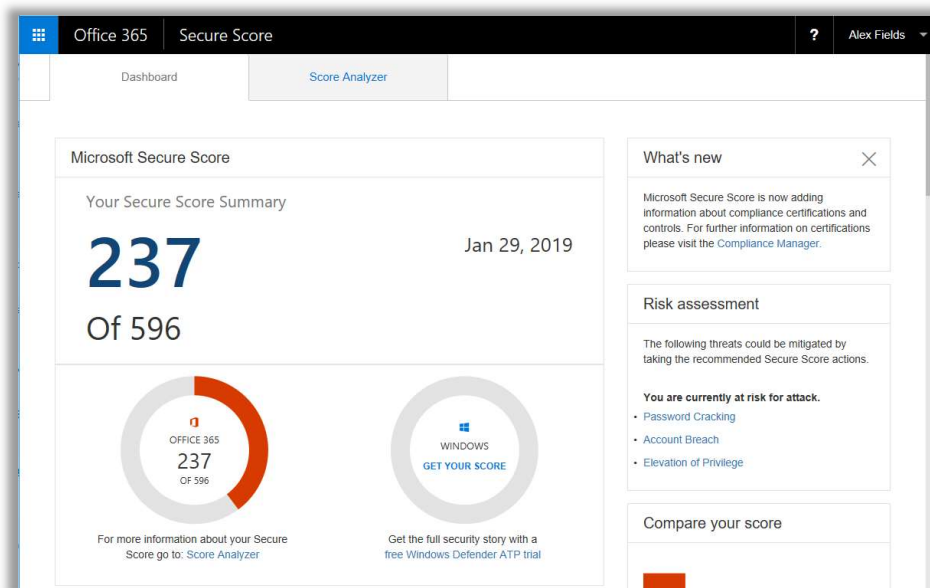 Office 365
Secure Score
?
Alex Fields
Dashboard
Score Analyzer
Microsoft Secure Score
Your Secure Score Summary
237
Jan 29, 2019
Of 596
OFFICE 365
237
OF 596
For more information about your Secure
Score go to: Score Analyzer
WINDOWS
GET YOUR SCORE
Get the full security story with a
free Windows Defender ATP trial
What's new
Microsoft Secure Score is now adding
information about compliance certifications and
controls. For further information on certifications
please visit the Compliance Manager.
Risk assessment
The following threats could be mitigated by
taking the recommended Secure Score actions.
You are currently at risk for attack.
• Password Cracking
• Account Breach
• Elevation of Privilege
Compare your score